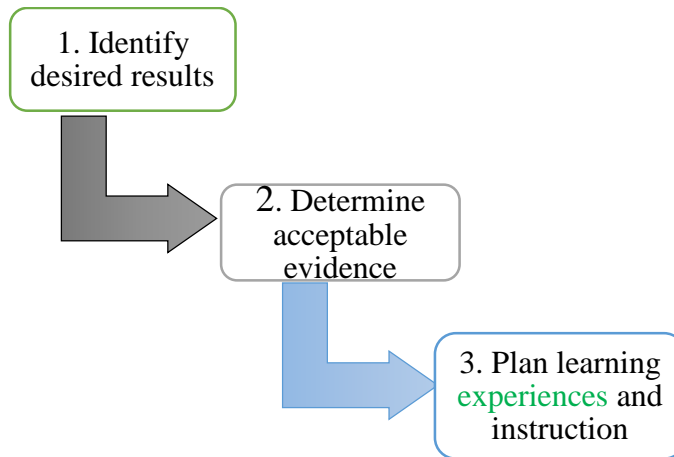 1. Identify
desired results
2. Determine
acceptable
evidence
3. Plan learning
experiences and
instruction